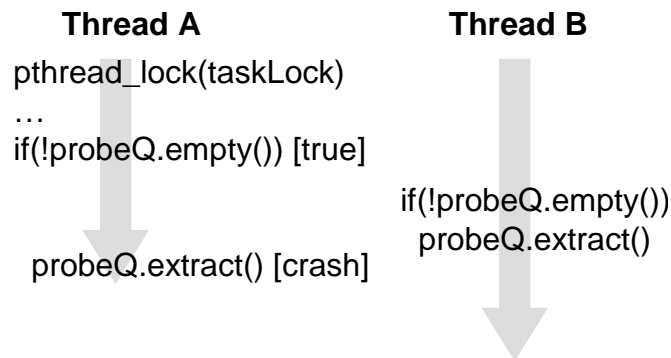 Thread A
Thread B
pthread_lock(taskLock)
…
if(!probeQ.empty()) [true]
if(!probeQ.empty())
probeQ.extract()
probeQ.extract() [crash]